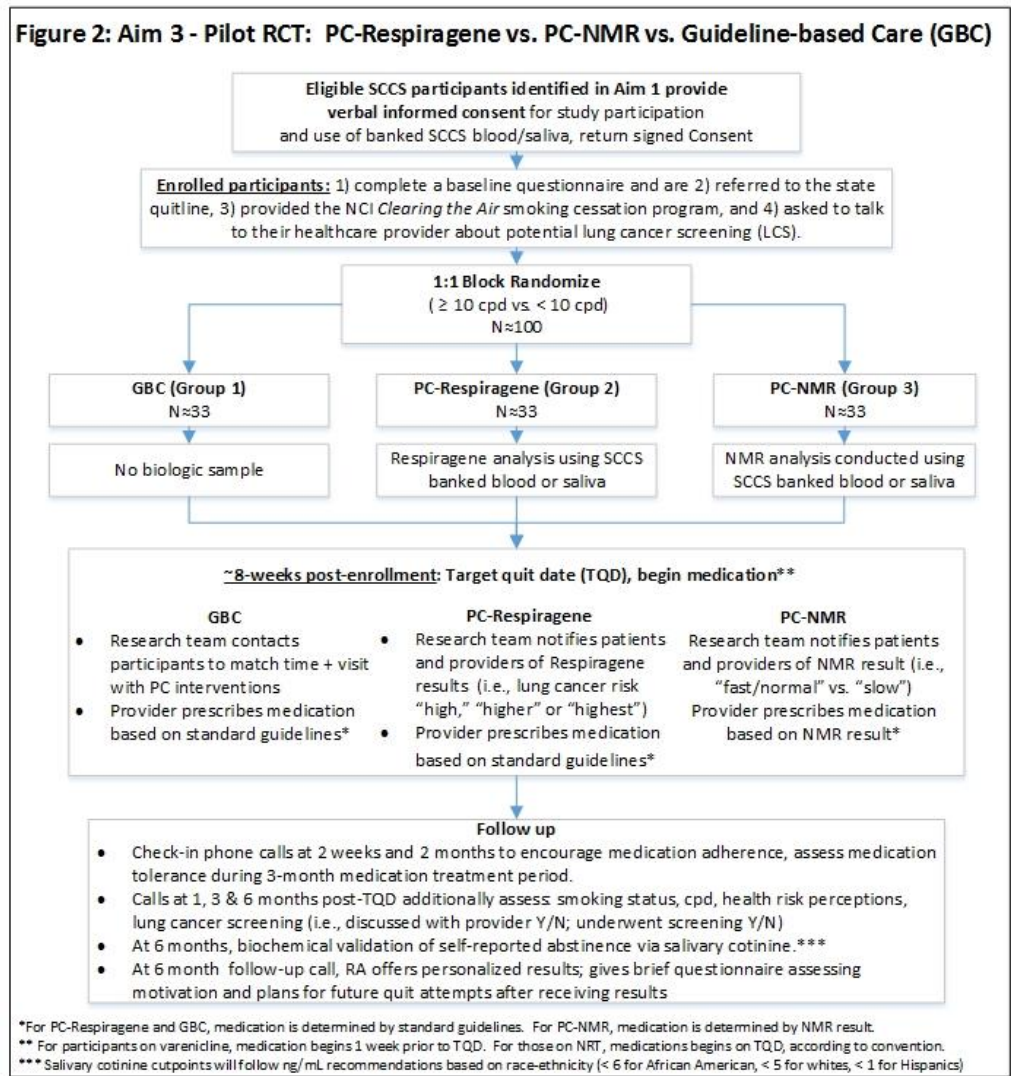 Figure 2: Aim 3 - Pilot RCT: PC-Respiragene vs. PC-NMR vs. Guideline-based Care (GBC)
Eligible SCCS participants identified in Aim 1 provide
verbal informed consent for study participation
and use of banked SCCS blood/saliva, return signed Consent
Enrolled participants: 1) complete a baseline questionnaire and are 2) referred to the state
quitline, 3) provided the NCI Clearing the Air smoking cessation program, and 4) asked to talk
to their healthcare provider about potential lung cancer screening (LCS).
1:1 Block Randomize
( ≥ 10 cpd vs. < 10 cpd)
N≈100
GBC (Group 1)
N≈33
PC-Respiragene (Group 2)
N≈33
PC-NMR (Group 3)
N≈33
No biologic sample
Respiragene analysis using SCCS
banked blood or saliva
NMR analysis conducted using
SCCS banked blood or saliva
~8-weeks post-enrollment: Target quit date (TQD), begin medication**
GBC
• Research team contacts
participants to match time + visit
with PC interventions
• Provider prescribes medication
based on standard guidelines*
PC-Respiragene
• Research team notifies patients
and providers of Respiragene
results (i.e., lung cancer risk
“high,” “higher” or “highest”)
• Provider prescribes medication
based on standard guidelines*
PC-NMR
Research team notifies patients
and providers of NMR result (i.e.,
“fast/normal” vs. “slow”)
Provider prescribes medication
based on NMR result*
Follow up
• Check-in phone calls at 2 weeks and 2 months to encourage medication adherence, assess medication
tolerance during 3-month medication treatment period.
• Calls at 1, 3 & 6 months post-TQD additionally assess: smoking status, cpd, health risk perceptions,
lung cancer screening (i.e., discussed with provider Y/N; underwent screening Y/N)
• At 6 months, biochemical validation of self-reported abstinence via salivary cotinine.***
• At 6 month follow-up call, RA offers personalized results; gives brief questionnaire assessing
motivation and plans for future quit attempts after receiving results
*For PC-Respiragene and GBC, medication is determined by standard guidelines. For PC-NMR, medication is determined by NMR result.
** For participants on varenicline, medication begins 1 week prior to TQD. For those on NRT, medications begins on TQD, according to convention.
*** Salivary cotinine cutpoints will follow ng/mL recommendations based on race-ethnicity (< 6 for African American, < 5 for whites, < 1 for Hispanics)